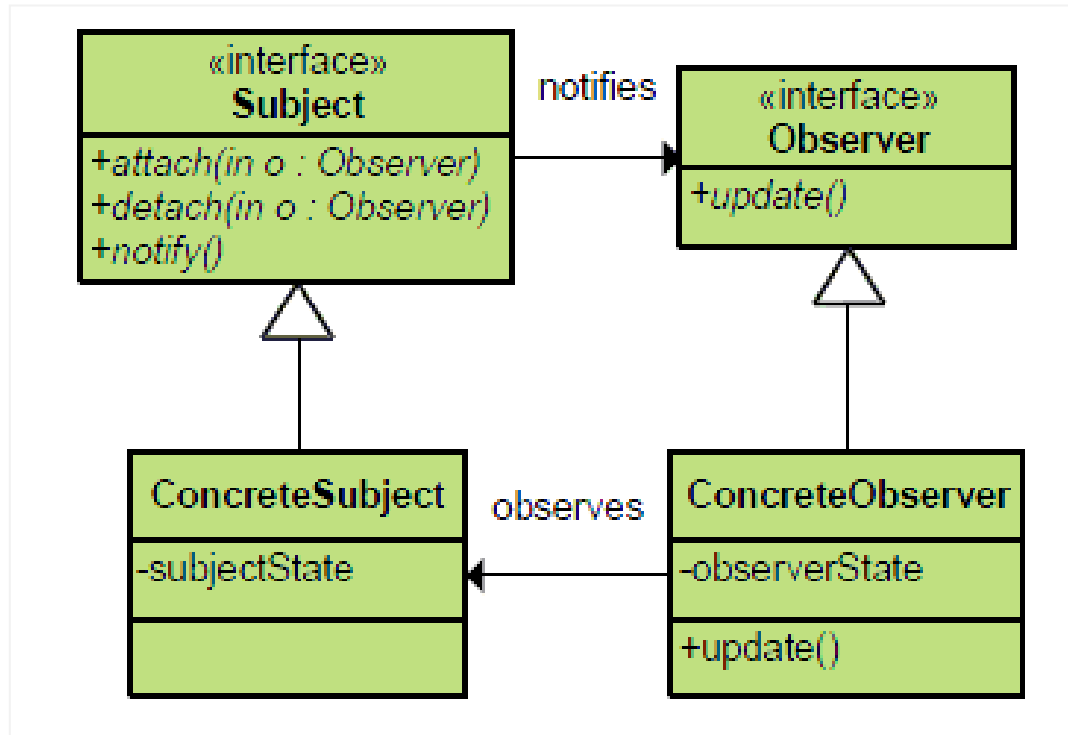 «interface»
Subject
+attach(in o : Observer)
+detach(in o : Observer)
+notify()
notifies
«interface»
Observer
+update()
ConcreteSubject
-subjectState
observes
ConcreteObserver
-observerState
+update()